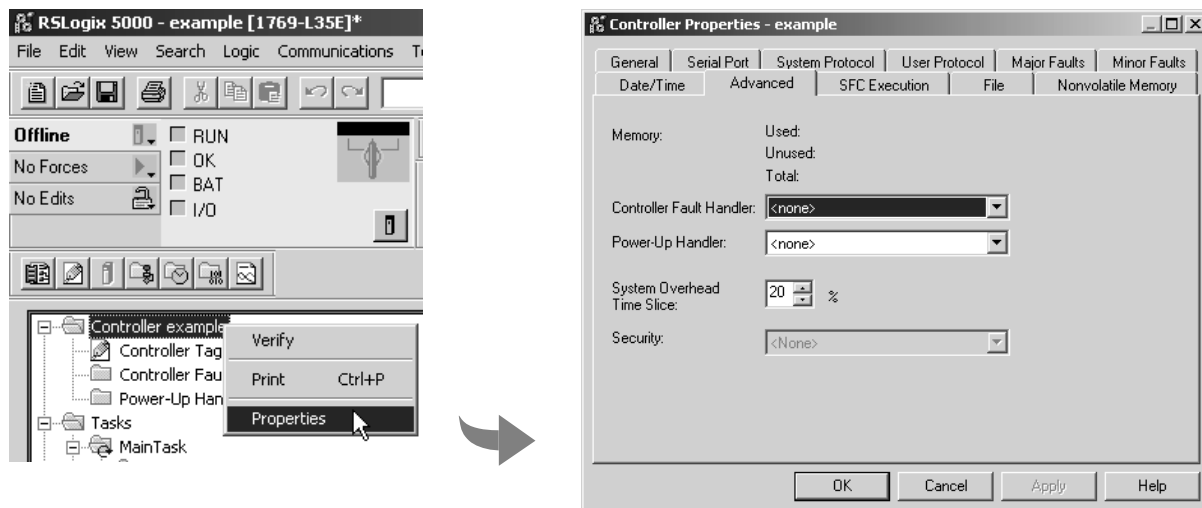 RSLogix 5000 - example [1769-L35E]*
File Edit View Search Logic Communications
Offline
RUN
No Forces
OK
No Edits
BAT
I/O
Controller example
Controller Tag
Controller Fau
Power-Up Han
Tasks
MainTask
Verify
Print Ctrl+P
Properties
Controller Properties - example
General Serial Port System Protocol User Protocol Major Faults Minor Faults
Date/Time Advanced SFC Execution File Nonvolatile Memory
Memory: Used:
Unused:
Total:
Controller Fault Handler: <none>
Power-Up Handler: <none>
System Overhead
Time Slice: 20 %
Security: <None>
OK Cancel Apply Help